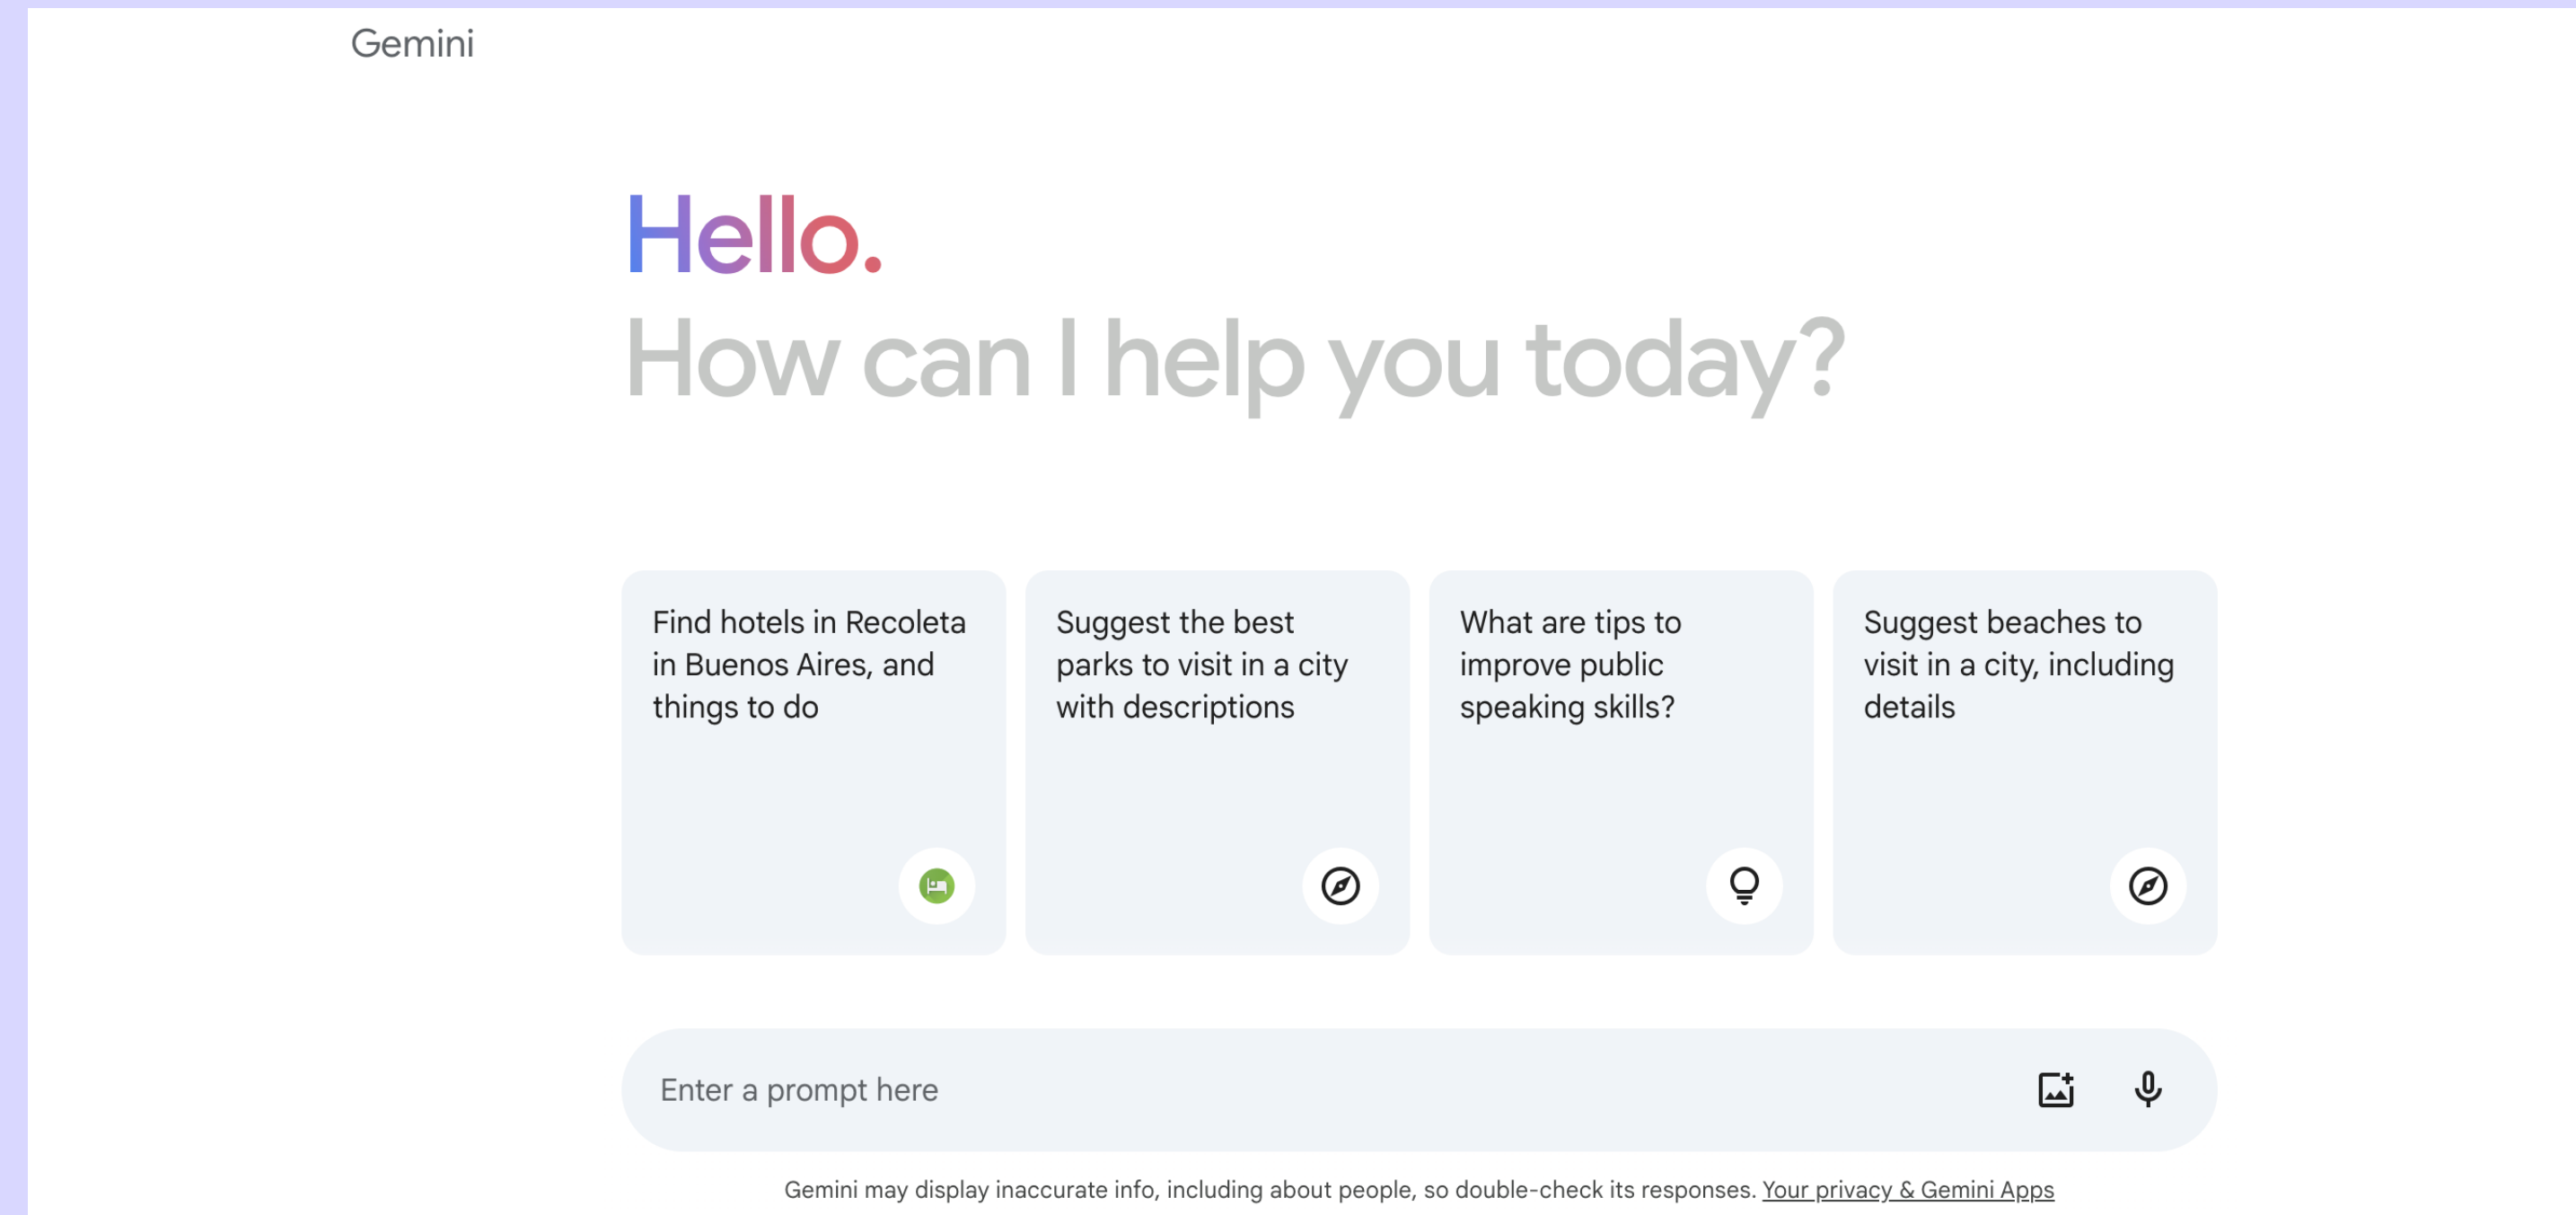 Gemini
Hello.
How can I help you today?
Find hotels in Recoleta
in Buenos Aires, and
things to do
Suggest the best
parks to visit in a city
with descriptions
What are tips to
improve public
speaking skills?
Suggest beaches to
visit in a city, including
details
Enter a prompt here
Gemini may display inaccurate info, including about people, so double-check its responses. Your privacy & Gemini Apps